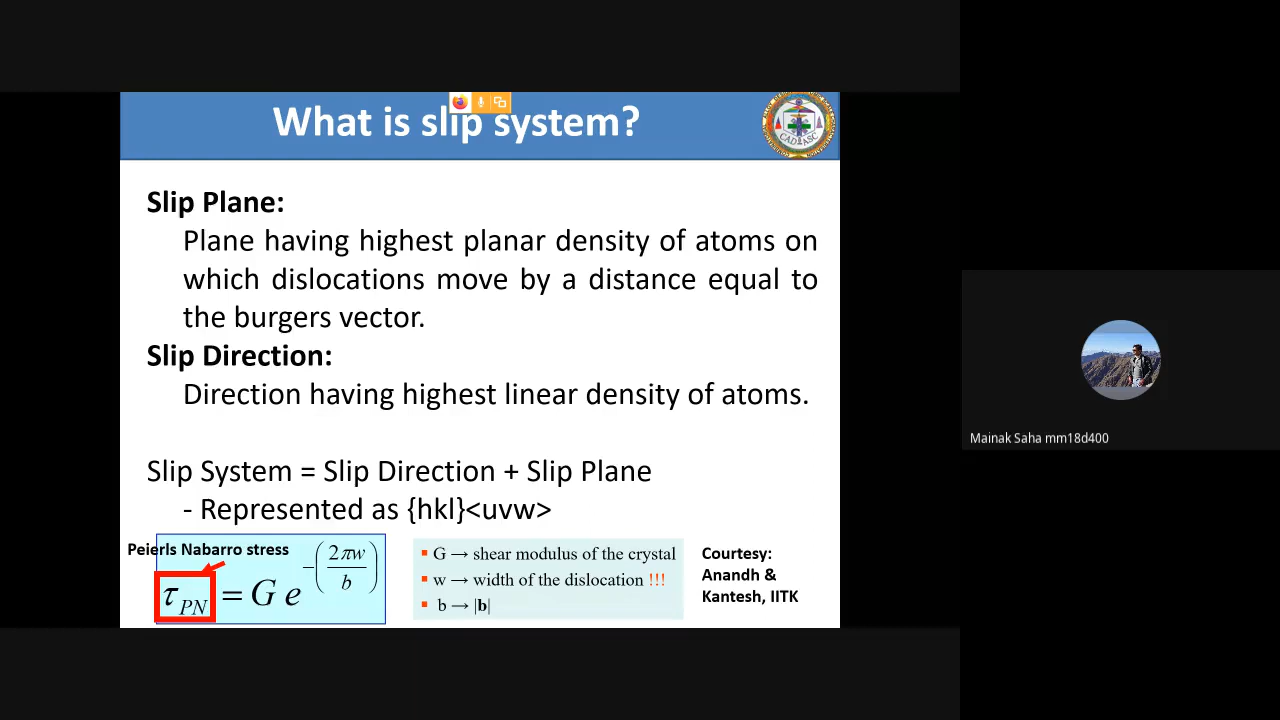 What is slip system?
CAD/ASC
Slip Plane:
Plane having highest planar density of atoms on
which dislocations move by a distance equal to
the burgers vector.
Slip Direction:
Direction having highest linear density of atoms.
Slip System = Slip Direction + Slip Plane
- Represented as {hkl}<uvw>
Peierls Nabarro stress
τ_PN = G e^−(2πw/b)
▪ G → shear modulus of the crystal
▪ w → width of the dislocation !!!
▪ b → |b|
Courtesy:
Anandh &
Kantesh, IITK
Mainak Saha mm18d400